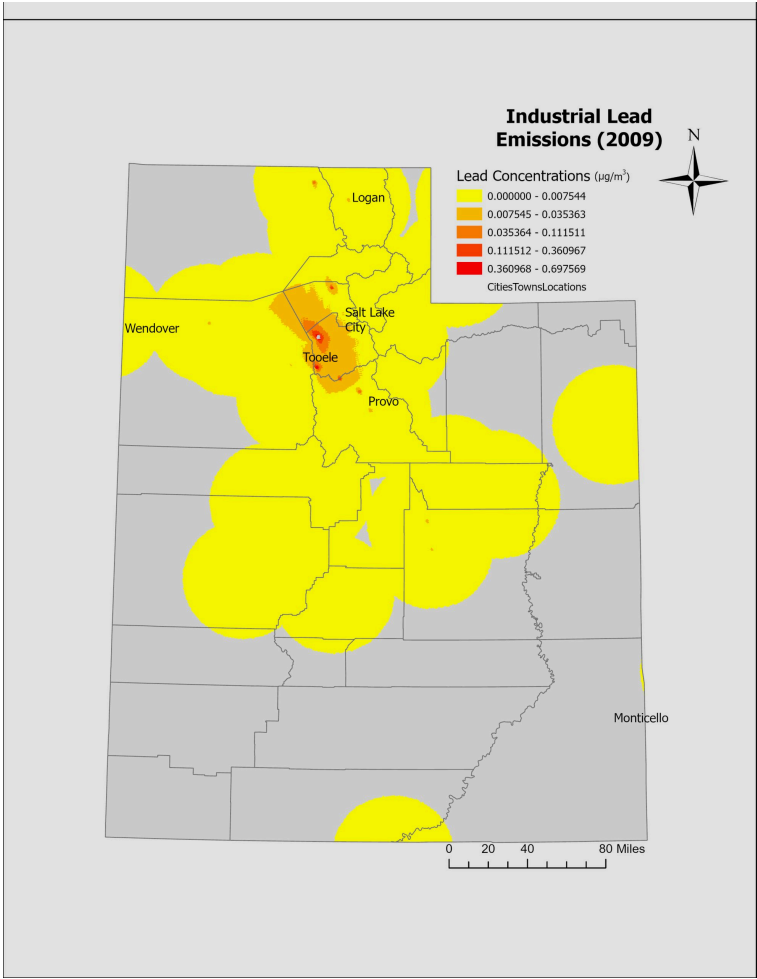 Industrial Lead
Emissions (2009)
N
Lead Concentrations (µg/m³)
0.000000 - 0.007544
0.007545 - 0.035363
0.035364 - 0.111511
0.111512 - 0.360967
0.360968 - 0.697569
CitiesTownsLocations
Logan
Salt Lake
City
Wendover
Tooele
Provo
Monticello
0 20 40 80 Miles